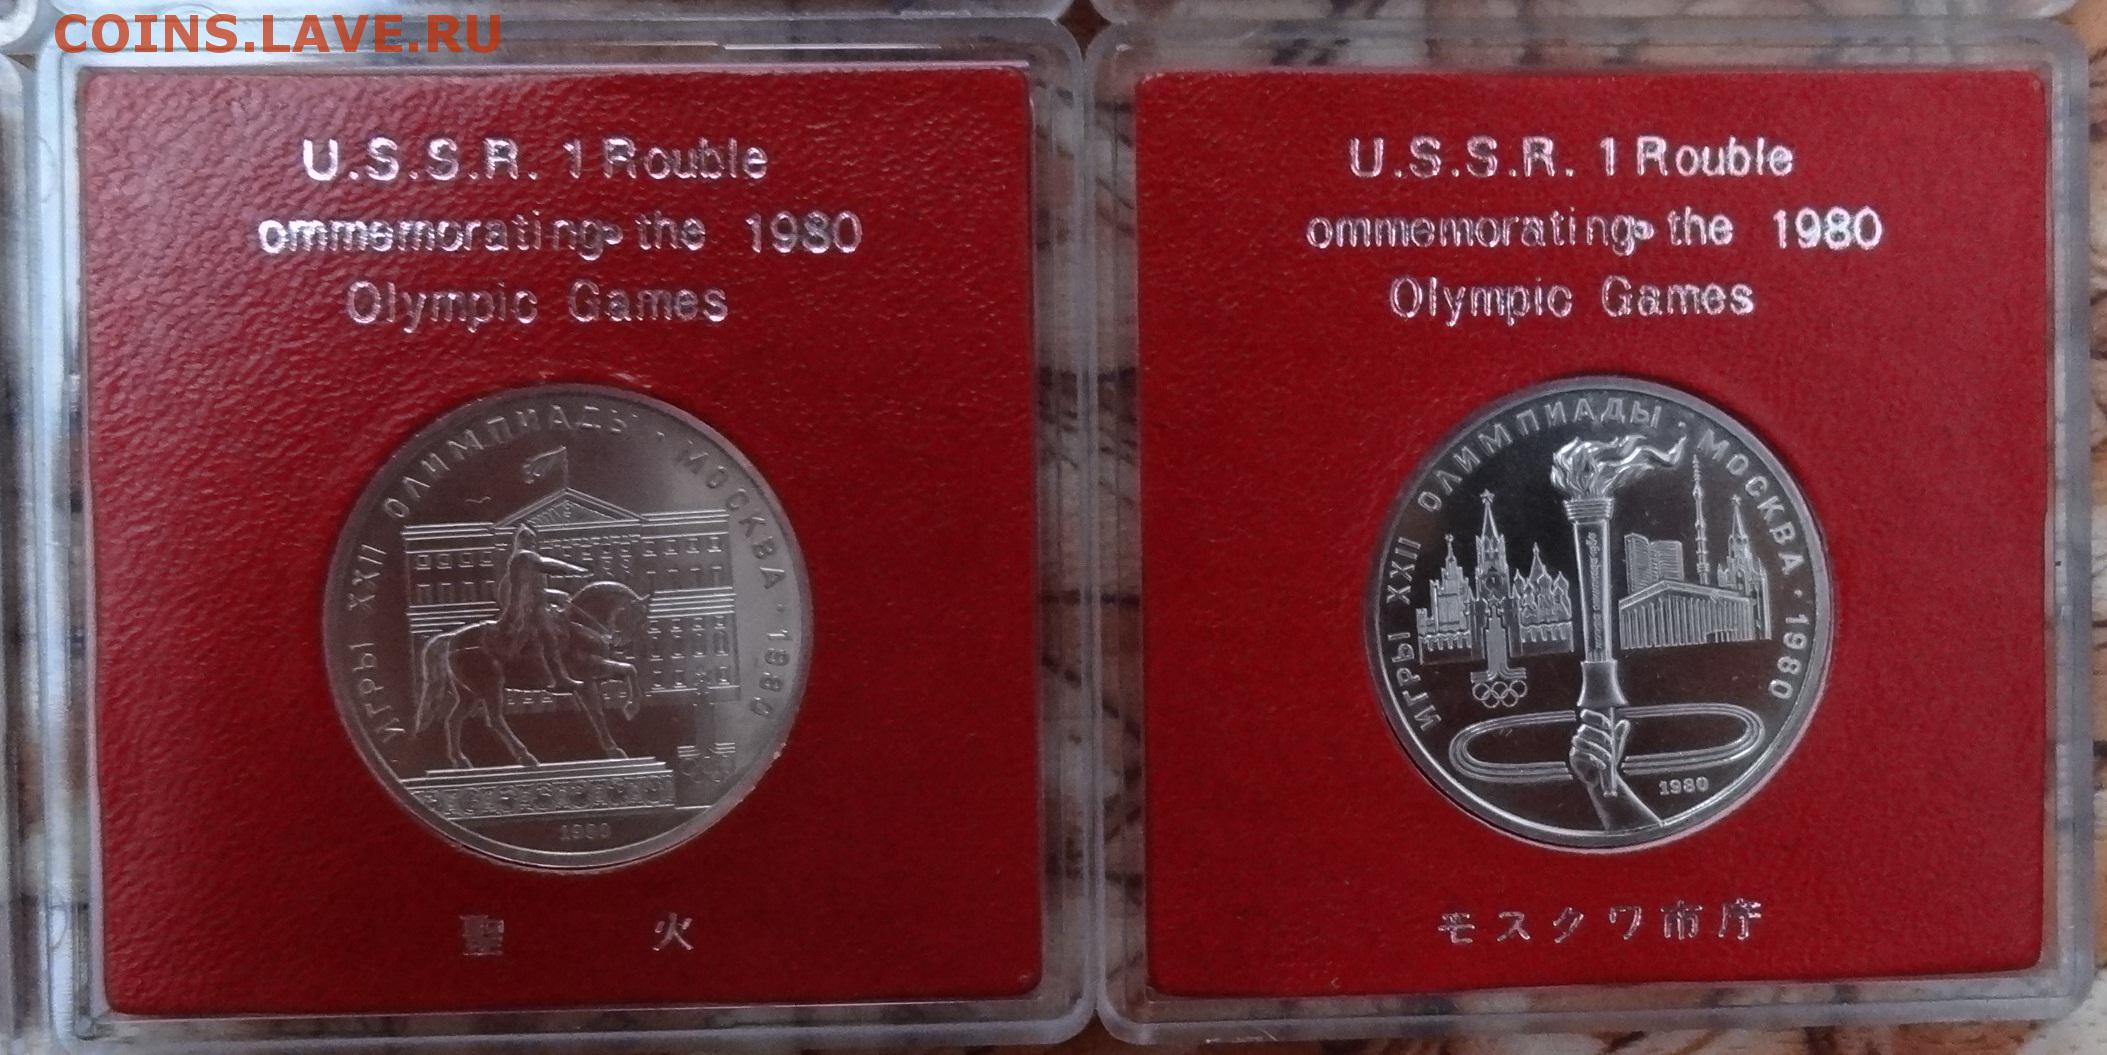 COINS.LAVE.RU
U.S.S.R. 1 Rouble
ommemorating the 1980
Olympic Games
ИГРЫ XXII ОЛИМПИАДЫ · МОСКВА · 1980
1980
聖火
U.S.S.R. 1 Rouble
ommemorating the 1980
Olympic Games
ИГРЫ XXII ОЛИМПИАДЫ · МОСКВА · 1980
1980
モスクワ市庁